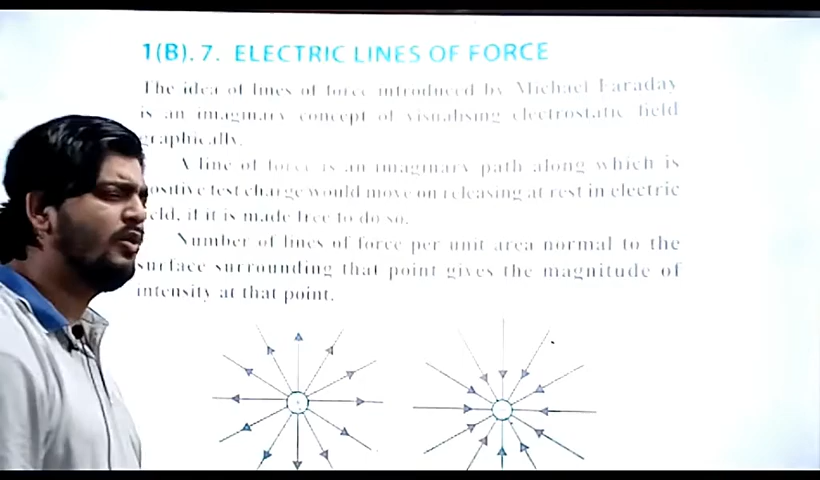 1(B).7. ELECTRIC LINES OF FORCE
The idea of lines of force introduced by Michael Faraday
is an imaginary concept of visualising electrostatic field
graphically.
A line of force is an imaginary path along which is
positive test charge would move on releasing at rest in electric
field, if it is made free to do so.
Number of lines of force per unit area normal to the
surface surrounding that point gives the magnitude of
intensity at that point.